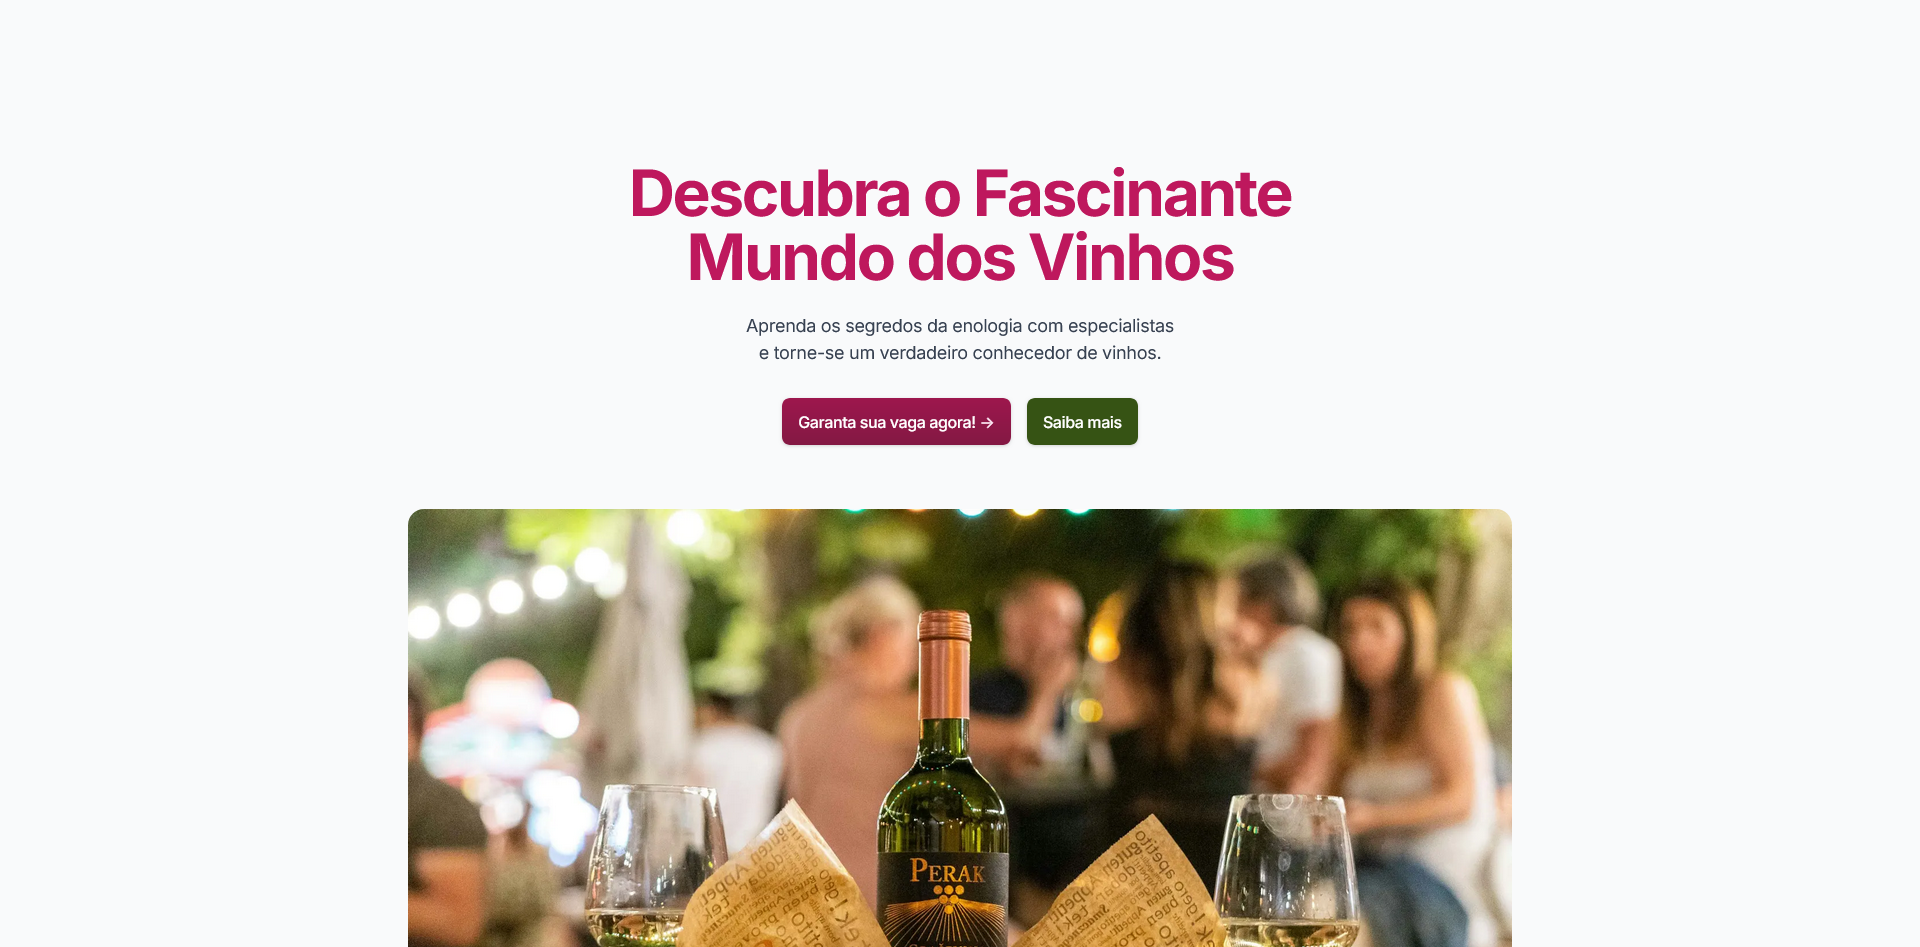 Descubra o Fascinante
Mundo dos Vinhos
Aprenda os segredos da enologia com especialistas
e torne-se um verdadeiro conhecedor de vinhos.
Garanta sua vaga agora! →
Saiba mais
PERAK